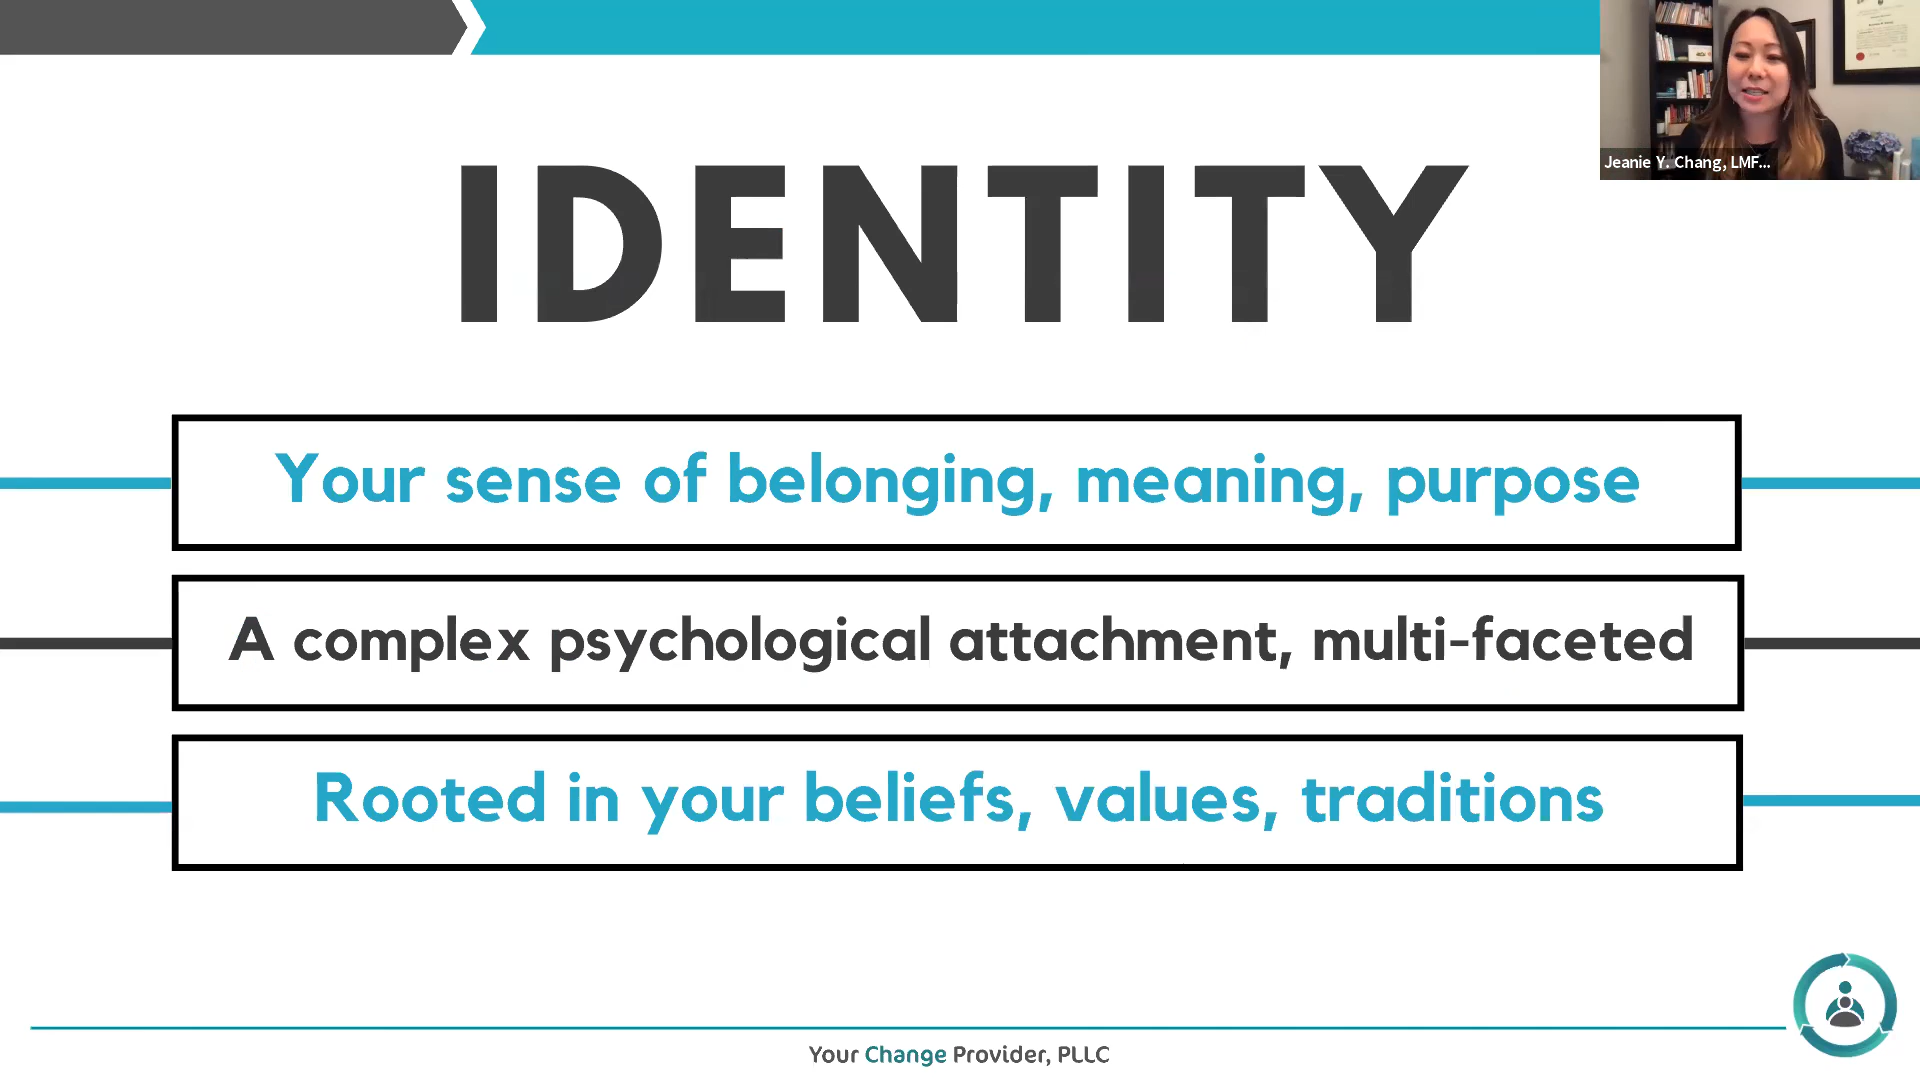 Jeanie Y. Chang, LMF...
IDENTITY
Your sense of belonging, meaning, purpose
A complex psychological attachment, multi-faceted
Rooted in your beliefs, values, traditions
Your Change Provider, PLLC